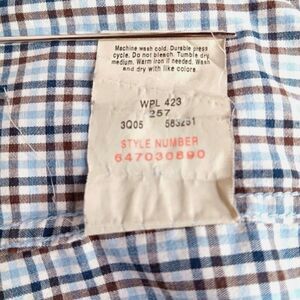 Machine wash cold. Durable press
cycle. Do not bleach. Tumble dry
medium. Warm iron if needed. Wash
and dry with like colors.
WPL 423
257
3Q05 583251
STYLE NUMBER
647030890